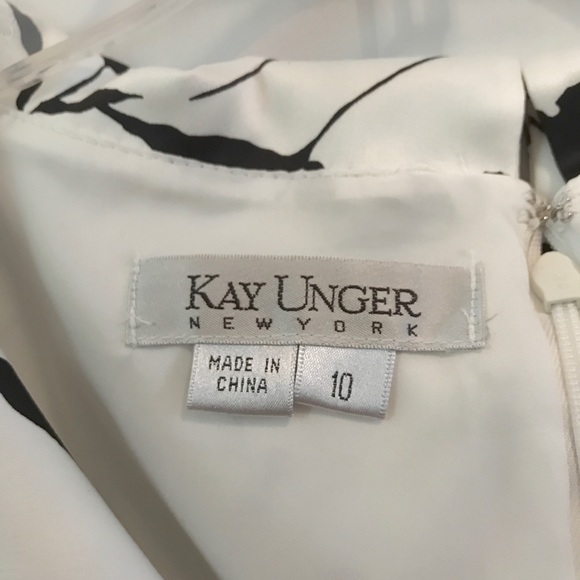 KAY UNGER
NEW YORK
MADE IN
CHINA
10